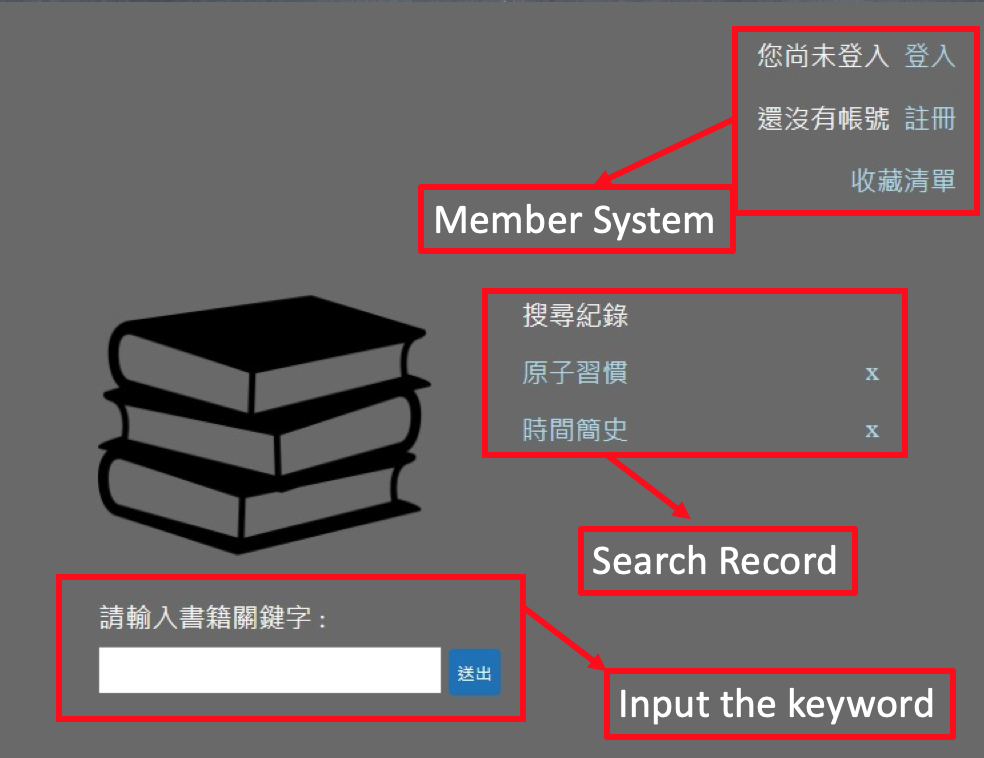 您尚未登入 登入
還沒有帳號 註冊
收藏清單
Member System
搜尋紀錄
原子習慣 x
時間簡史 x
Search Record
請輸入書籍關鍵字 :
送出
Input the keyword